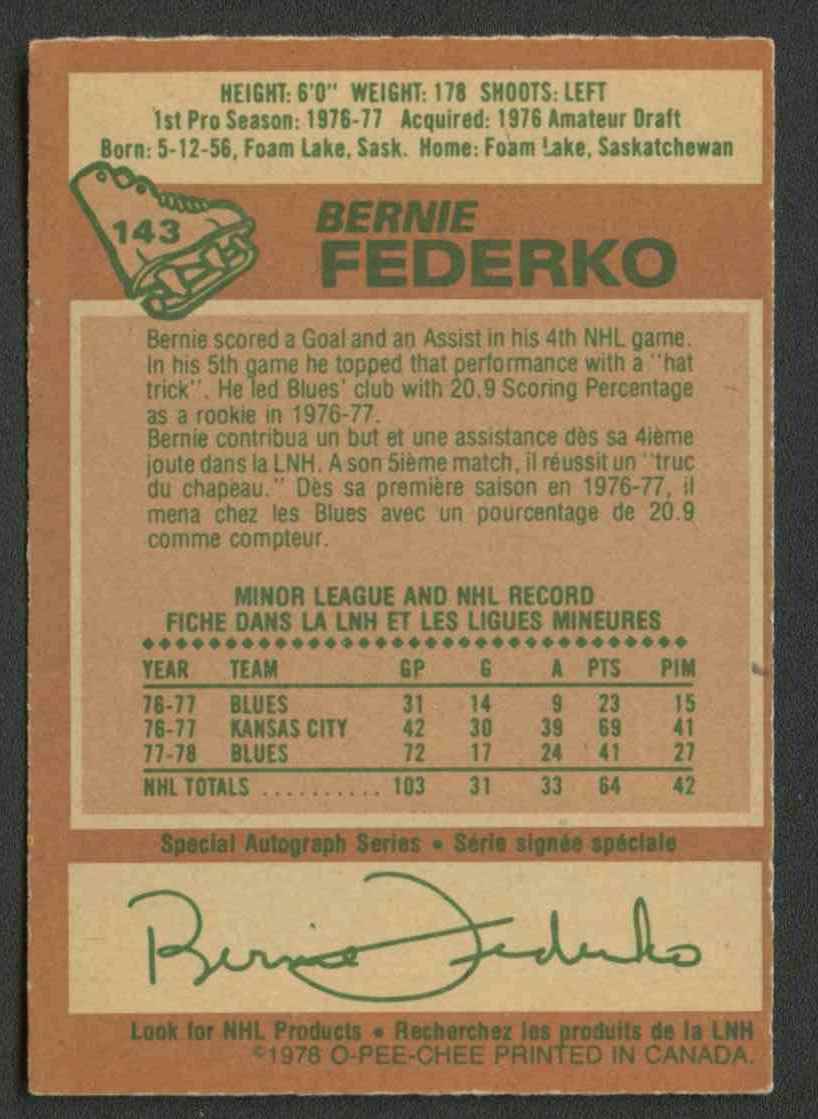 HEIGHT: 6'0" WEIGHT: 178 SHOOTS: LEFT
1st Pro Season: 1976-77 Acquired: 1976 Amateur Draft
Born: 5-12-56, Foam Lake, Sask. Home: Foam Lake, Saskatchewan
143
BERNIE
FEDERKO
Bernie scored a Goal and an Assist in his 4th NHL game.
In his 5th game he topped that performance with a "hat
trick". He led Blues' club with 20.9 Scoring Percentage
as a rookie in 1976-77.
Bernie contribua un but et une assistance dès sa 4ième
joute dans la LNH. A son 5ième match, il réussit un "truc
du chapeau." Dès sa première saison en 1976-77, il
mena chez les Blues avec un pourcentage de 20.9
comme compteur.
MINOR LEAGUE AND NHL RECORD
FICHE DANS LA LNH ET LES LIGUES MINEURES
YEAR TEAM GP G A PTS PIM
76-77 BLUES 31 14 9 23 15
76-77 KANSAS CITY 42 30 39 69 41
77-78 BLUES 72 17 24 41 27
NHL TOTALS .......... 103 31 33 64 42
Special Autograph Series • Série signée spéciale
Bernie Federko
Look for NHL Products • Recherchez les produits de la LNH
©1978 O-PEE-CHEE PRINTED IN CANADA.